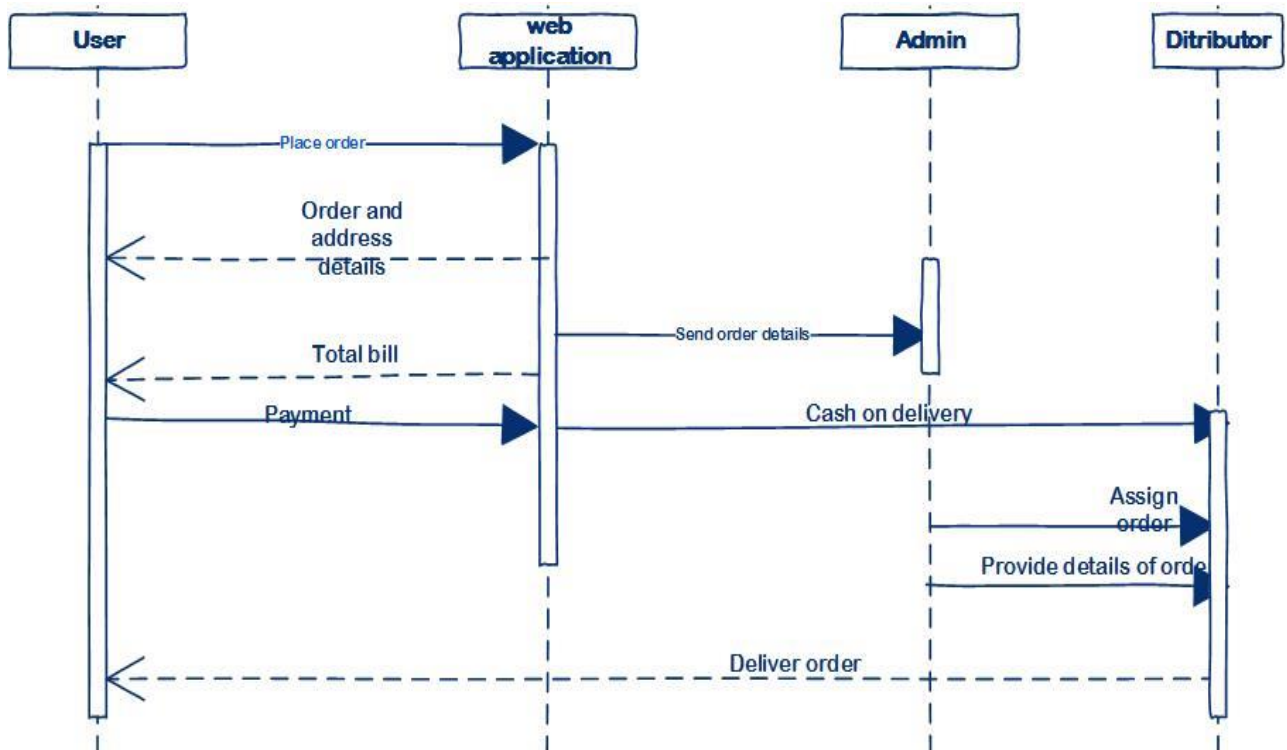 User
web
application
Admin
Ditributor
Place order
Order and
address
details
Send order details
Total bill
Payment
Cash on delivery
Assign
order
Provide details of orde
Deliver order